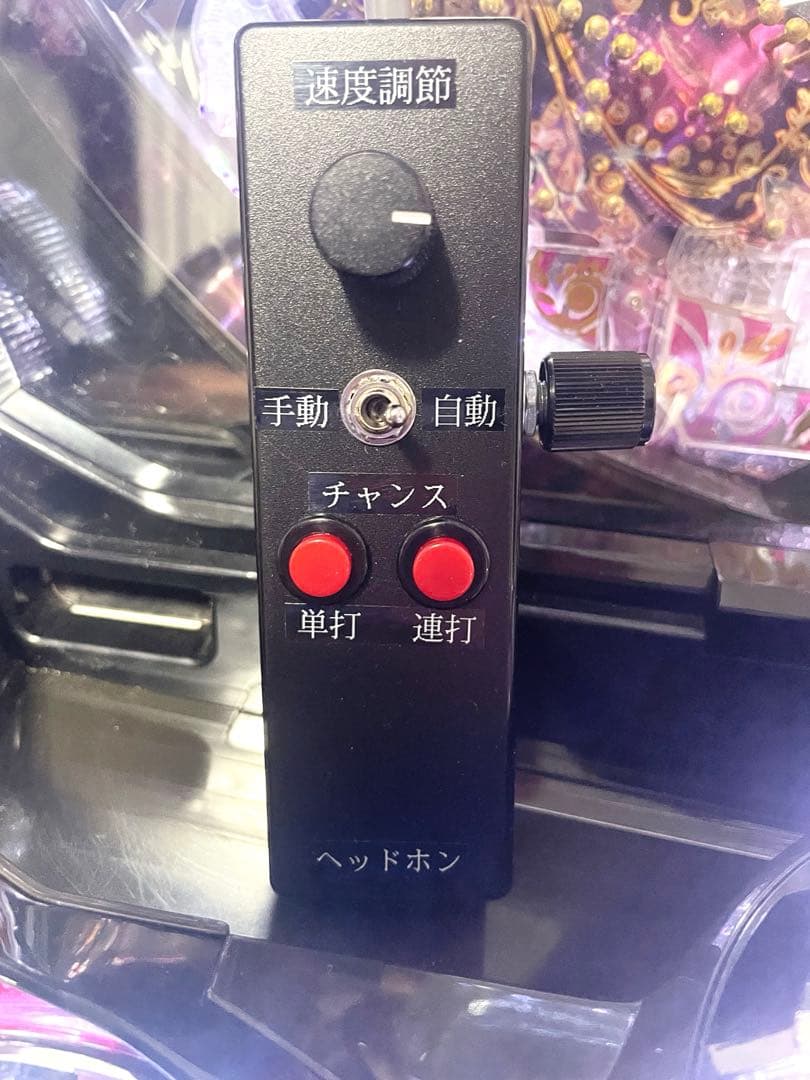 速度調節
手動 自動
チャンス
単打 連打
ヘッドホン